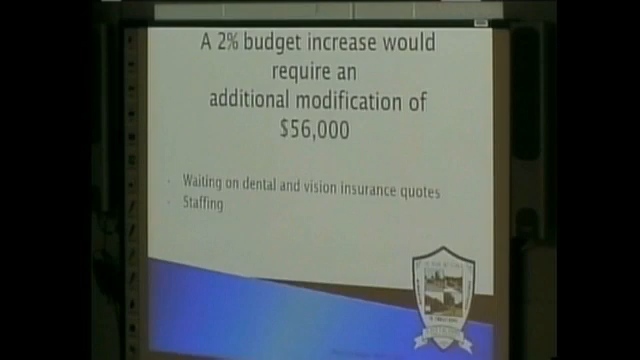 A 2% budget increase would
require an
additional modification of
$56,000
Waiting on dental and vision insurance quotes
Staffing